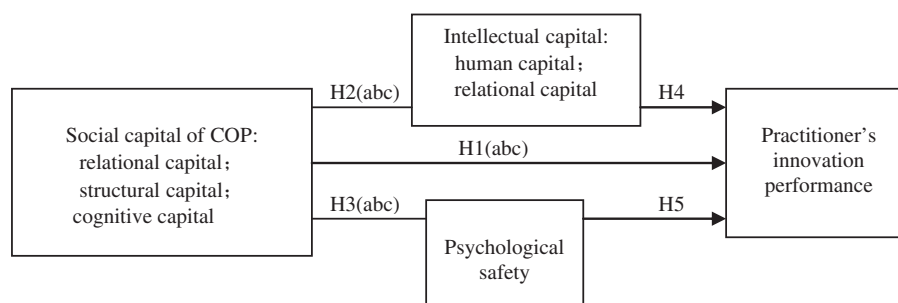 Intellectual capital:
human capital；
relational capital
H2(abc)
H4
Social capital of COP:
relational capital；
structural capital；
cognitive capital
H1(abc)
Practitioner’s
innovation
performance
H3(abc)
H5
Psychological
safety